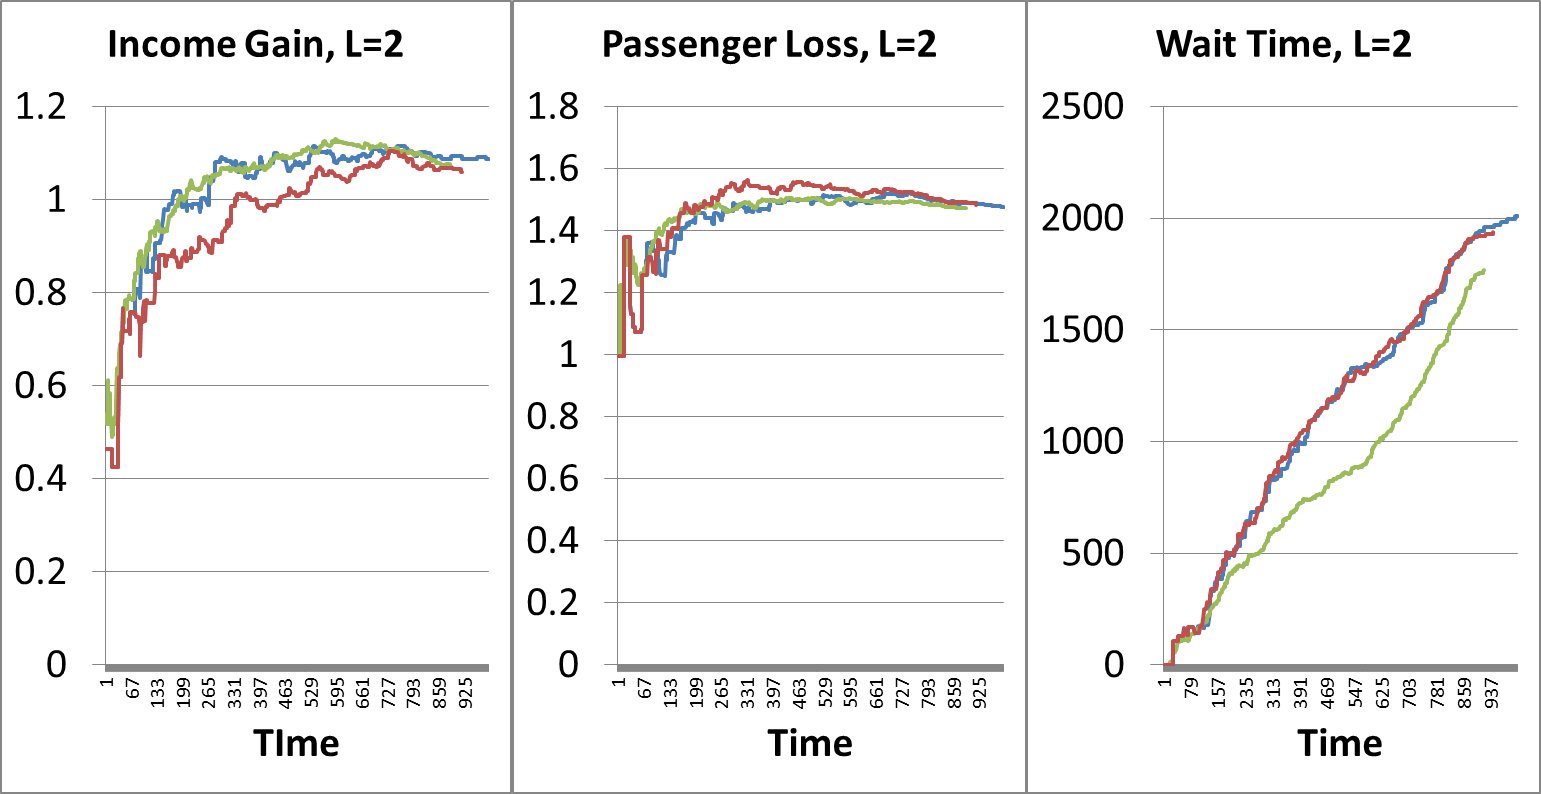 Income Gain, L=2
1.2
1
0.8
0.6
0.4
0.2
0
1 67 133 199 265 331 397 463 529 595 661 727 793 859 925
TIme
Passenger Loss, L=2
1.8
1.6
1.4
1.2
1
0.8
0.6
0.4
0.2
0
1 67 133 199 265 331 397 463 529 595 661 727 793 859 925
Time
Wait Time, L=2
2500
2000
1500
1000
500
0
1 79 157 235 313 391 469 547 625 703 781 859 937
Time